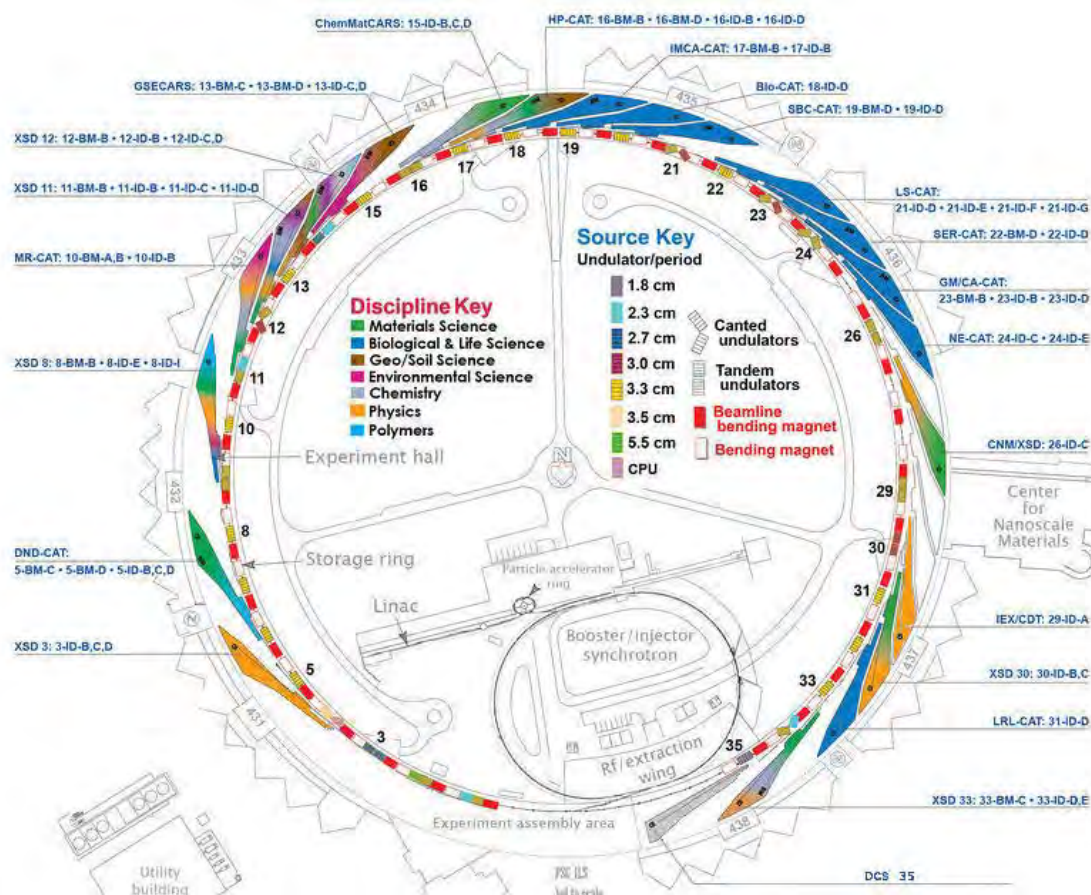 ChemMatCARS: 15-ID-B,C,D
HP-CAT: 16-BM-B • 16-BM-D • 16-ID-B • 16-ID-D
IMCA-CAT: 17-BM-B • 17-ID-B
GSECARS: 13-BM-C • 13-BM-D • 13-ID-C,D
Bio-CAT: 18-ID-D
SBC-CAT: 19-BM-D • 19-ID-D
XSD 12: 12-BM-B • 12-ID-B • 12-ID-C,D
XSD 11: 11-BM-B • 11-ID-B • 11-ID-C • 11-ID-D
LS-CAT:
21-ID-D • 21-ID-E • 21-ID-F • 21-ID-G
SER-CAT: 22-BM-D • 22-ID-D
MR-CAT: 10-BM-A,B • 10-ID-B
GM/CA-CAT:
23-BM-B • 23-ID-B • 23-ID-D
NE-CAT: 24-ID-C • 24-ID-E
XSD 8: 8-BM-B • 8-ID-E • 8-ID-I
CNM/XSD: 26-ID-C
Center
for
Nanoscale
Materials
DND-CAT:
5-BM-C • 5-BM-D • 5-ID-B,C,D
XSD 3: 3-ID-B,C,D
IEX/CDT: 29-ID-A
XSD 30: 30-ID-B,C
LRL-CAT: 31-ID-D
XSD 33: 33-BM-C • 33-ID-D,E
DCS 35
434
435
433
436
432
431
437
438
3
5
8
10
11
12
13
15
16
17
18
19
21
22
23
24
26
29
30
31
33
35
Discipline Key
Materials Science
Biological & Life Science
Geo/Soil Science
Environmental Science
Chemistry
Physics
Polymers
Source Key
Undulator/period
1.8 cm
2.3 cm
2.7 cm
3.0 cm
3.3 cm
3.5 cm
5.5 cm
CPU
Canted
undulators
Tandem
undulators
Beamline
bending magnet
Bending magnet
N
Experiment hall
Storage ring
Linac
Particle accelerator
ring
Booster/injector
synchrotron
Rf/extraction
wing
Experiment assembly area
Utility
building